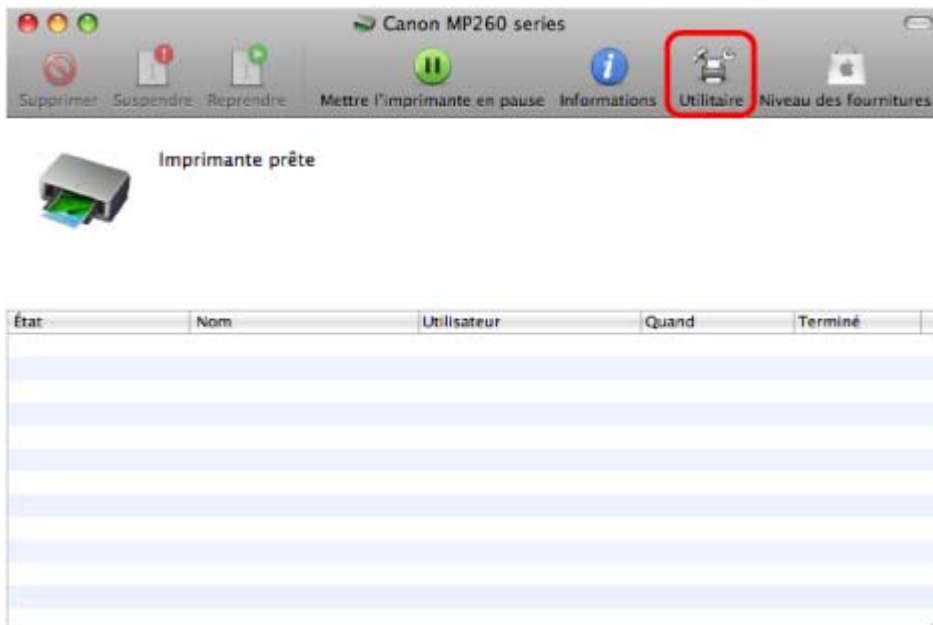 Canon MP260 series
Supprimer Suspendre Reprendre Mettre l'imprimante en pause Informations Utilitaire Niveau des fournitures
Imprimante prête
État Nom Utilisateur Quand Terminé